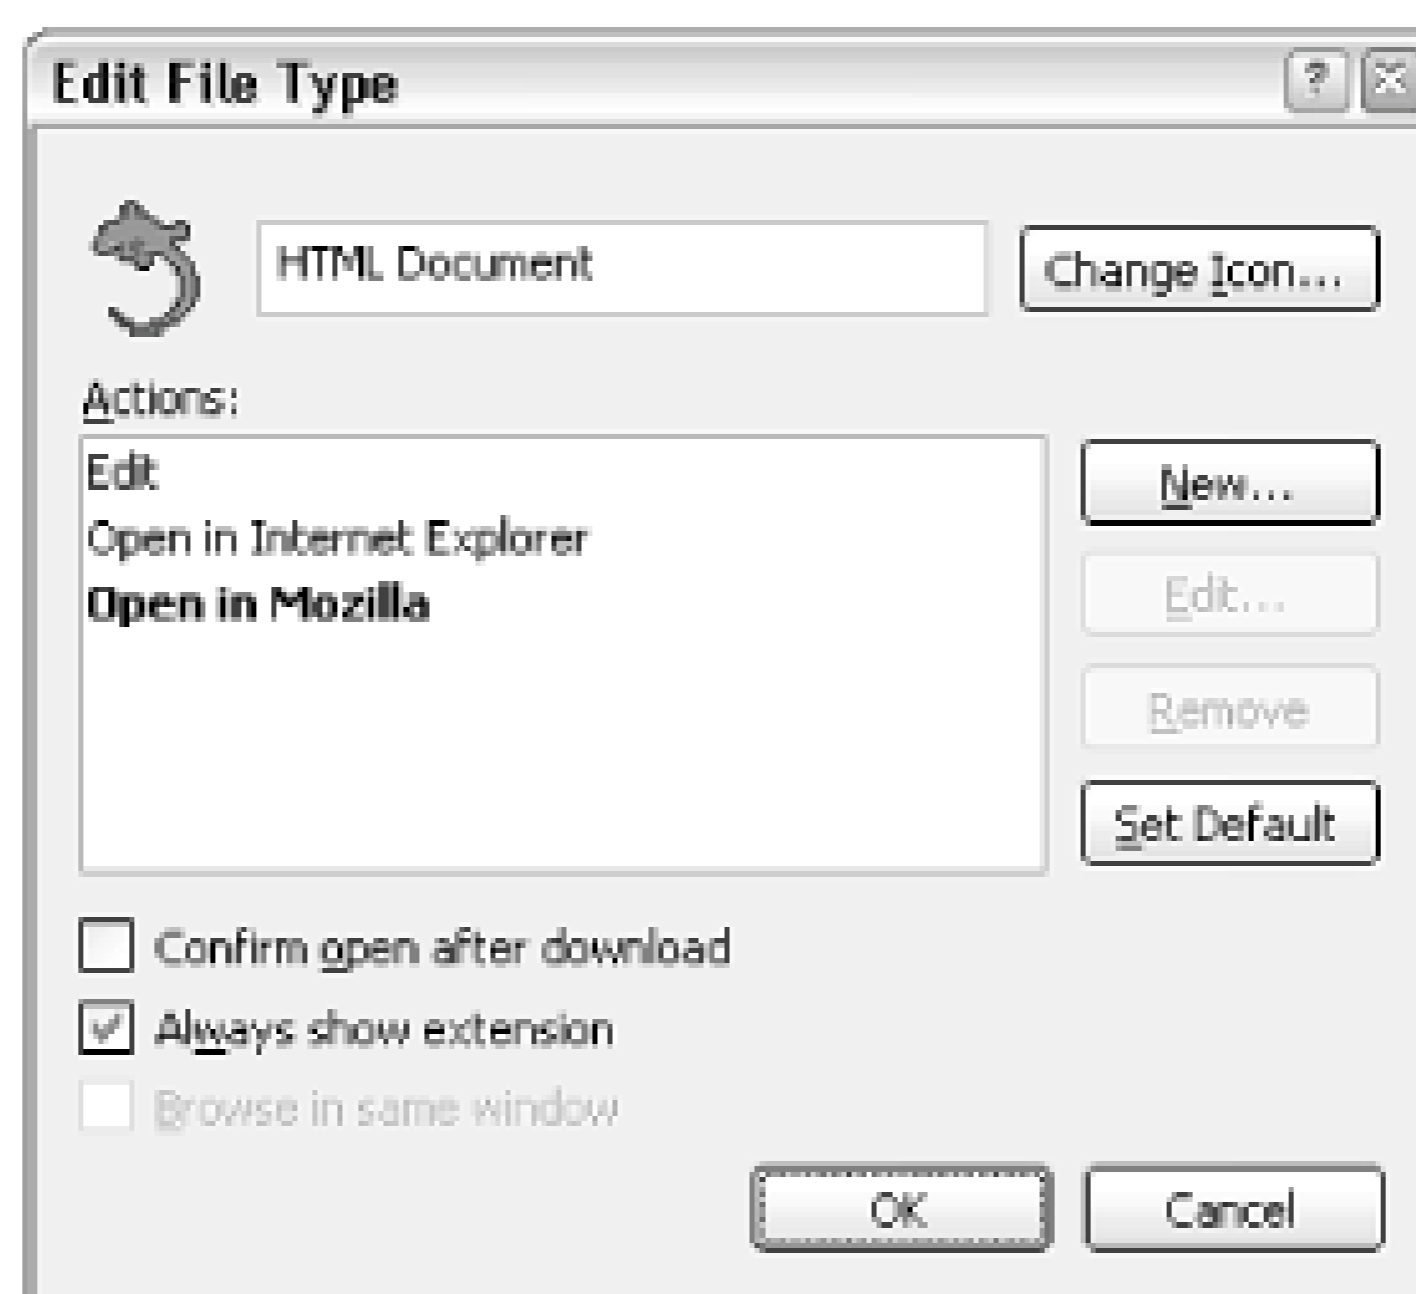 Edit File Type
?
HTML Document
Change Icon...
Actions:
Edit
Open in Internet Explorer
Open in Mozilla
New...
Edit...
Remove
Set Default
Confirm open after download
Always show extension
Browse in same window
OK
Cancel